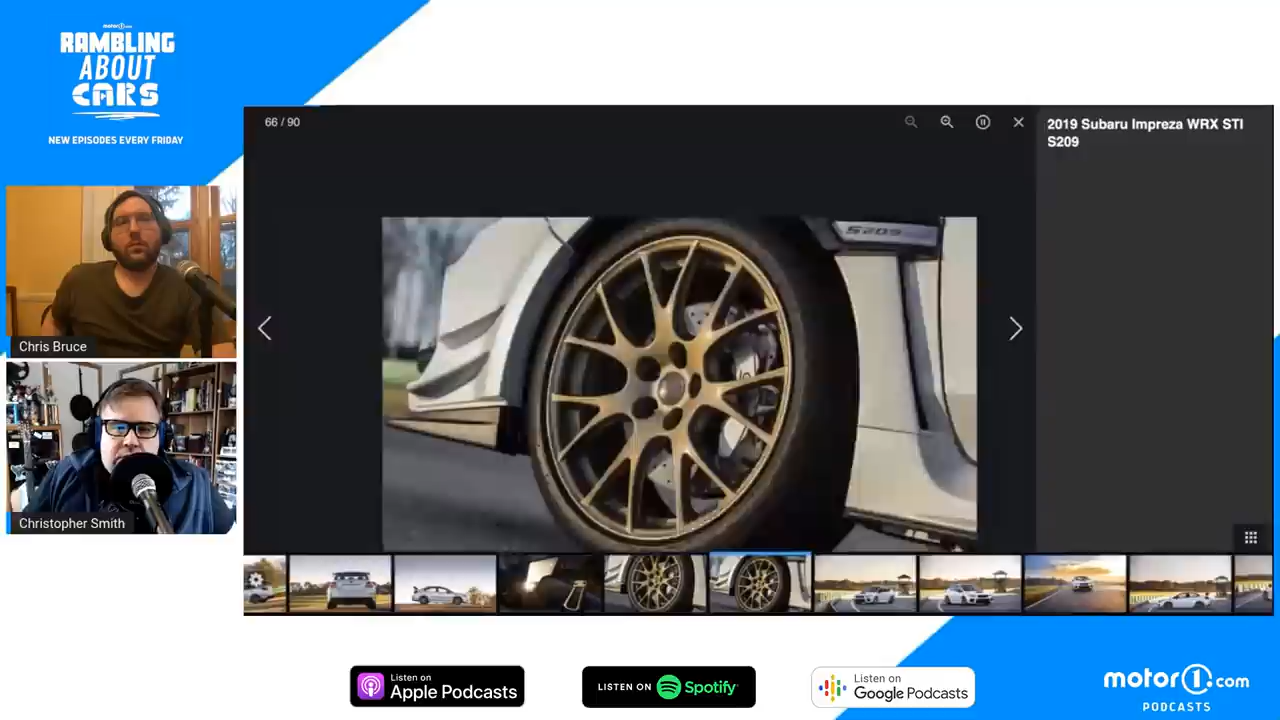 motor1.com
RAMBLING
ABOUT
CARS
NEW EPISODES EVERY FRIDAY
66 / 90
2019 Subaru Impreza WRX STI
S209
S209
Chris Bruce
Christopher Smith
Listen on
Apple Podcasts
LISTEN ON
Spotify
Listen on
Google Podcasts
motor1.com
PODCASTS